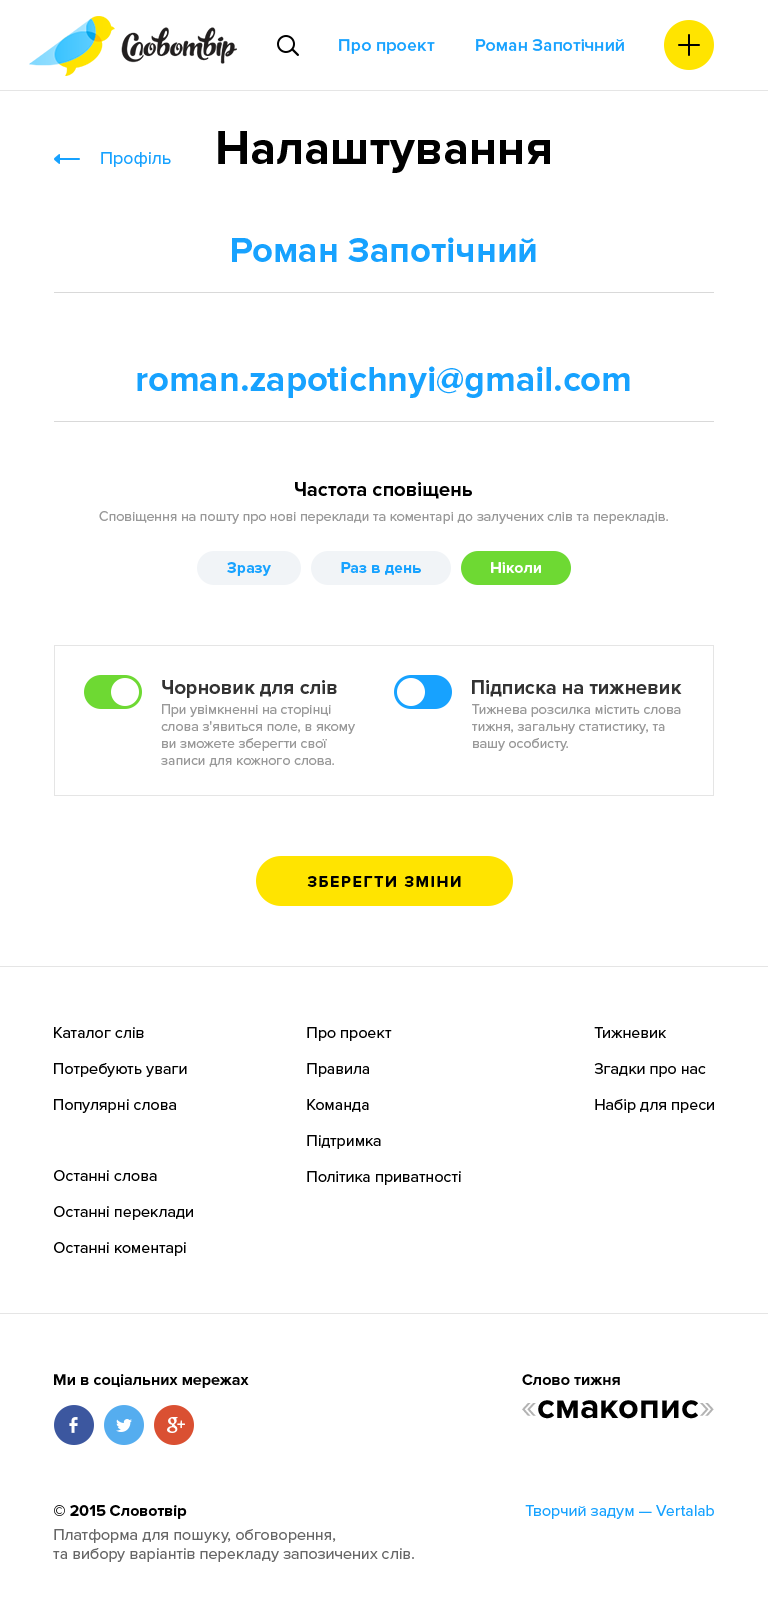 Словотвір
Про проект
Роман Запотічний
Профіль
Налаштування
Роман Запотічний
roman.zapotichnyi@gmail.com
Частота сповіщень
Сповіщення на пошту про нові переклади та коментарі до залучених слів та перекладів.
Зразу
Раз в день
Ніколи
Чорновик для слів
При увімкненні на сторінці
слова з'явиться поле, в якому
ви зможете зберегти свої
записи для кожного слова.
Підписка на тижневик
Тижнева розсилка містить слова
тижня, загальну статистику, та
вашу особисту.
ЗБЕРЕГТИ ЗМІНИ
Каталог слів
Потребують уваги
Популярні слова
Останні слова
Останні переклади
Останні коментарі
Про проект
Правила
Команда
Підтримка
Політика приватності
Тижневик
Згадки про нас
Набір для преси
Ми в соціальних мережах
f
g+
Слово тижня
«смакопис»
© 2015 Словотвір
Платформа для пошуку, обговорення,
та вибору варіантів перекладу запозичених слів.
Творчий задум — Vertalab